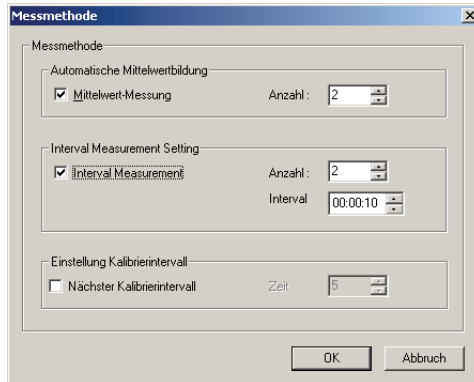 Messmethode
Messmethode
Automatische Mittelwertbildung
Mittelwert-Messung Anzahl : 2
Interval Measurement Setting
Interval Measurement Anzahl : 2
Interval 00:00:10
Einstellung Kalibrierintervall
Nächster Kalibrierintervall Zeit 5
OK Abbruch